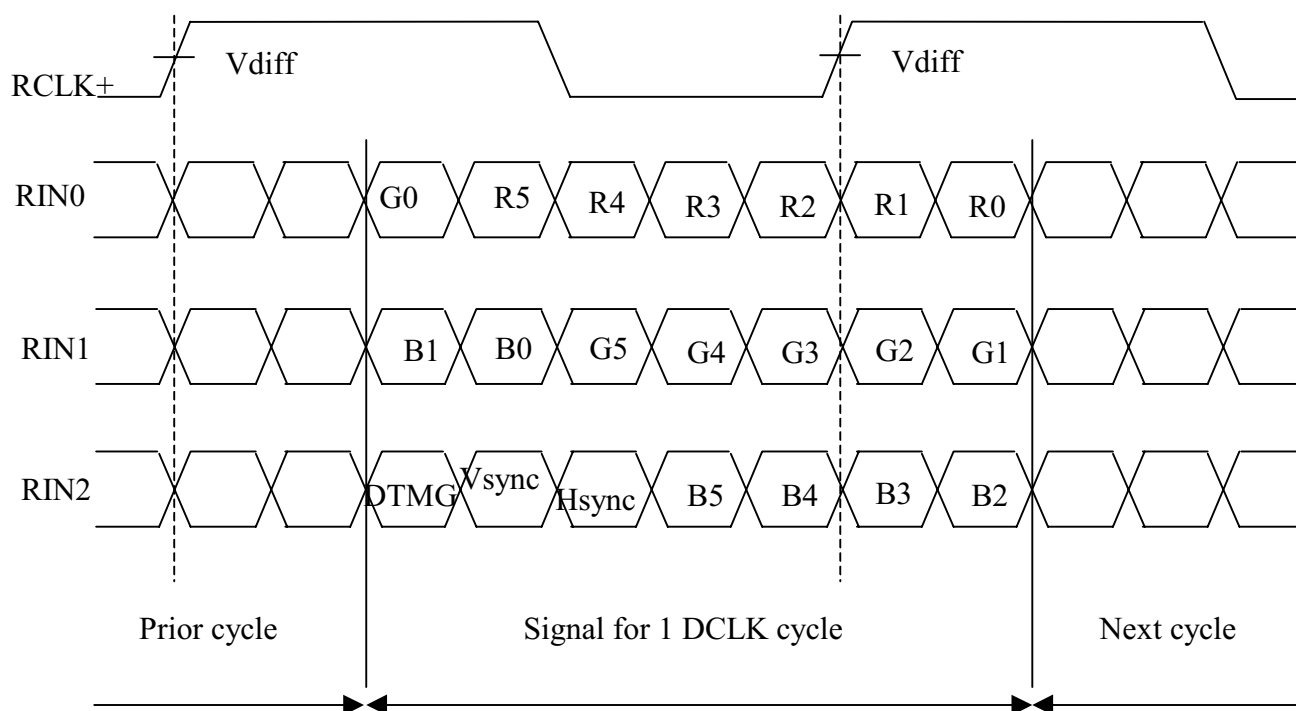 Vdiff Vdiff
RCLK+
RIN0 G0 R5 R4 R3 R2 R1 R0
RIN1 B1 B0 G5 G4 G3 G2 G1
RIN2 DTMG Vsync Hsync B5 B4 B3 B2
Prior cycle Signal for 1 DCLK cycle Next cycle